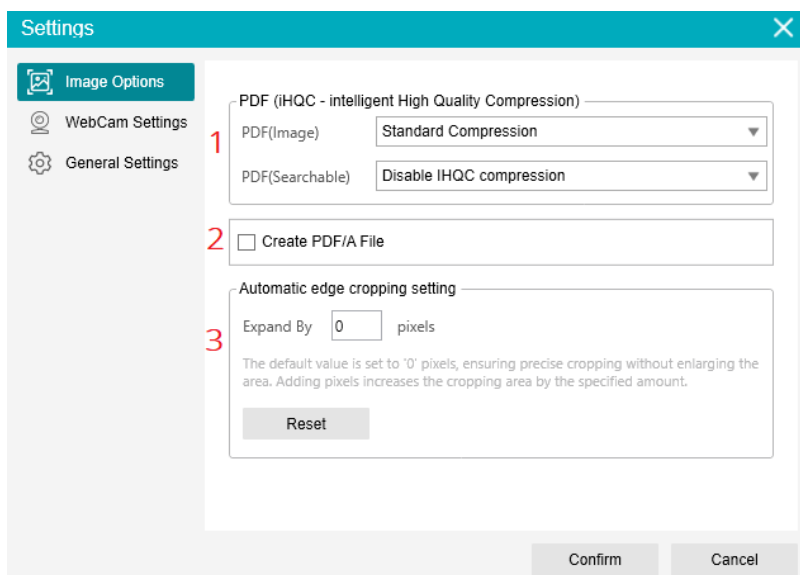 Settings
Image Options
WebCam Settings
General Settings
1
PDF (iHQC - intelligent High Quality Compression)
PDF(Image) Standard Compression
PDF(Searchable) Disable IHQC compression
2
Create PDF/A File
3
Automatic edge cropping setting
Expand By 0 pixels
The default value is set to '0' pixels, ensuring precise cropping without enlarging the
area. Adding pixels increases the cropping area by the specified amount.
Reset
Confirm Cancel